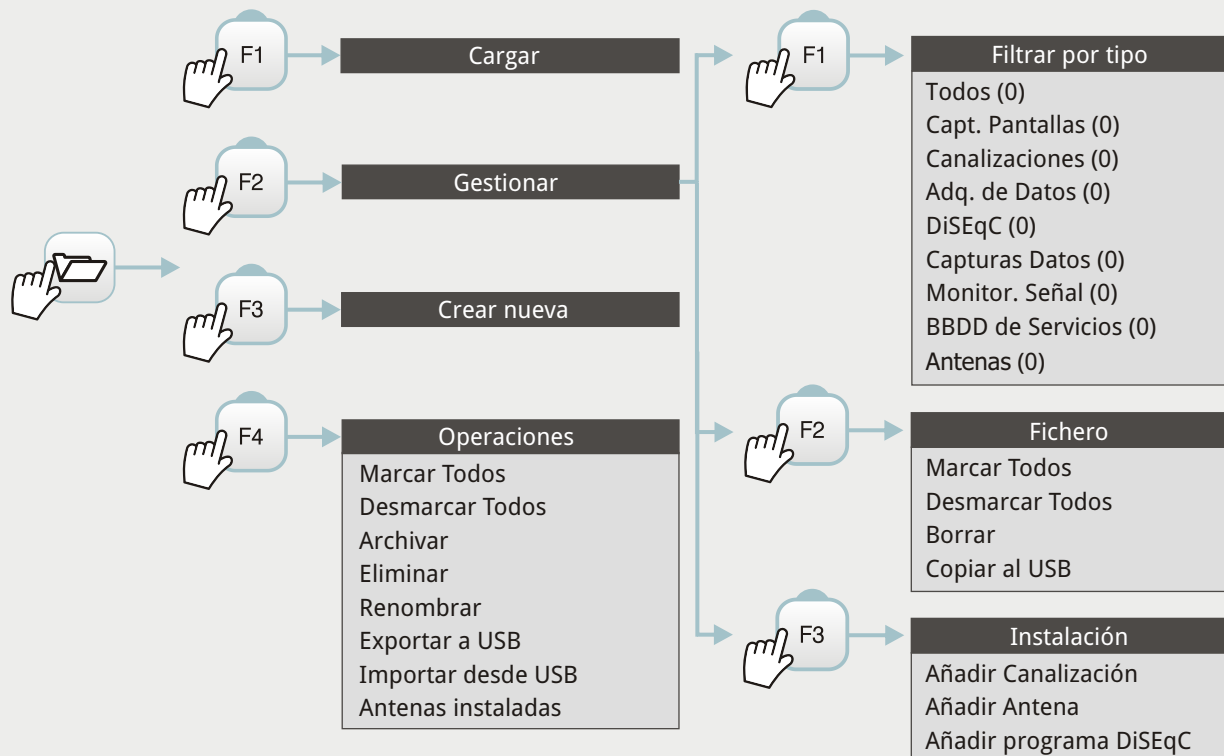 F1
Cargar
F2
Gestionar
F3
Crear nueva
F4
Operaciones
Marcar Todos
Desmarcar Todos
Archivar
Eliminar
Renombrar
Exportar a USB
Importar desde USB
Antenas instaladas
F1
Filtrar por tipo
Todos (0)
Capt. Pantallas (0)
Canalizaciones (0)
Adq. de Datos (0)
DiSEqC (0)
Capturas Datos (0)
Monitor. Señal (0)
BBDD de Servicios (0)
Antenas (0)
F2
Fichero
Marcar Todos
Desmarcar Todos
Borrar
Copiar al USB
F3
Instalación
Añadir Canalización
Añadir Antena
Añadir programa DiSEqC